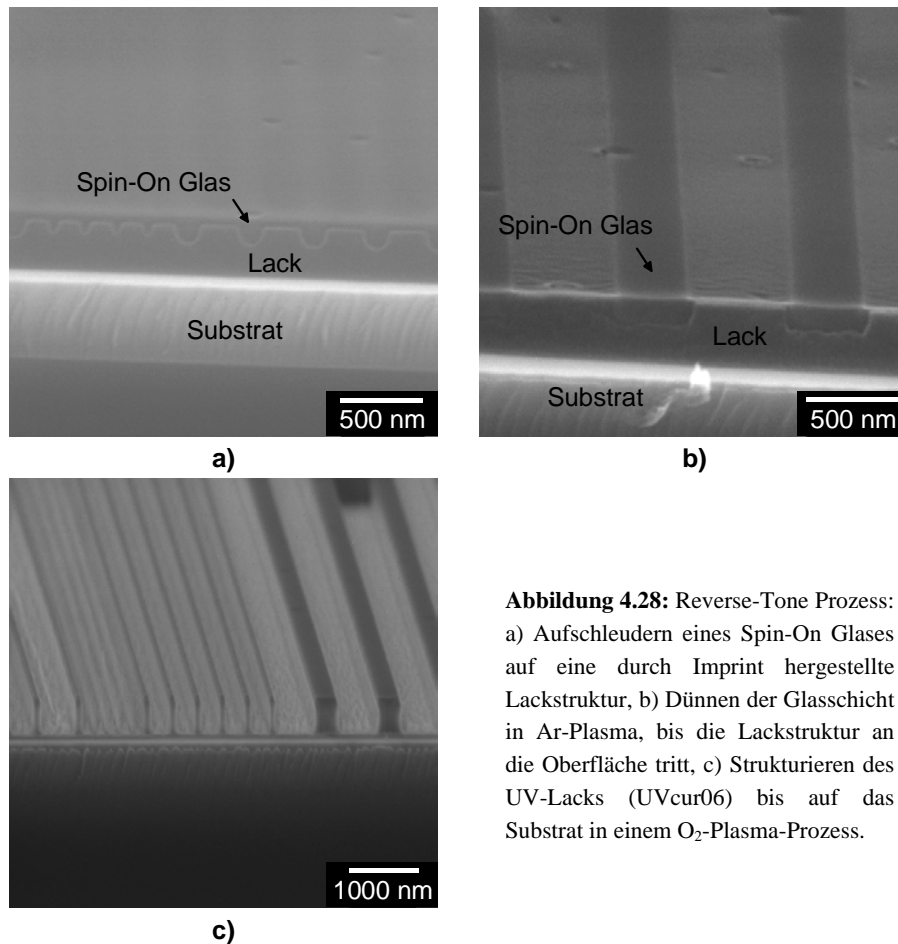 Spin-On Glas
Lack
Substrat
500 nm
a)
Spin-On Glas
Lack
Substrat
500 nm
b)
1000 nm
c)
Abbildung 4.28: Reverse-Tone Prozess:
a) Aufschleudern eines Spin-On Glases
auf eine durch Imprint hergestellte
Lackstruktur, b) Dünnen der Glasschicht
in Ar-Plasma, bis die Lackstruktur an
die Oberfläche tritt, c) Strukturieren des
UV-Lacks (UVcur06) bis auf das
Substrat in einem O₂-Plasma-Prozess.